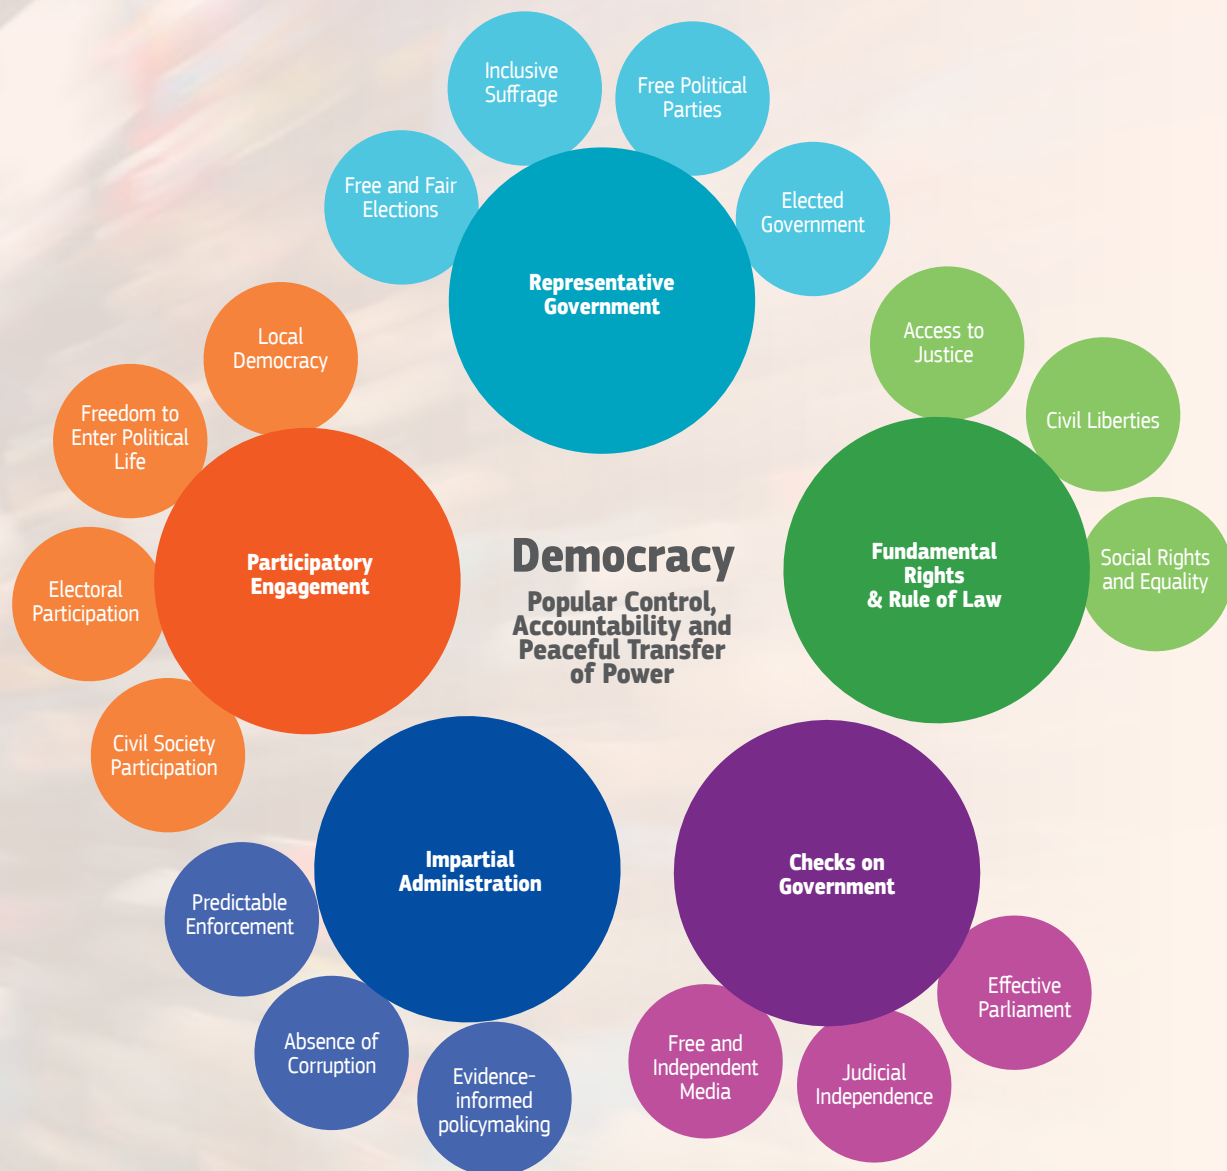 Inclusive
Suffrage
Free Political
Parties
Free and Fair
Elections
Elected
Government
Representative
Government
Local
Democracy
Freedom to
Enter Political
Life
Electoral
Participation
Civil Society
Participation
Participatory
Engagement
Democracy
Popular Control,
Accountability and
Peaceful Transfer
of Power
Access to
Justice
Civil Liberties
Social Rights
and Equality
Fundamental
Rights
& Rule of Law
Impartial
Administration
Predictable
Enforcement
Absence of
Corruption
Evidence-
informed
policymaking
Checks on
Government
Effective
Parliament
Free and
Independent
Media
Judicial
Independence